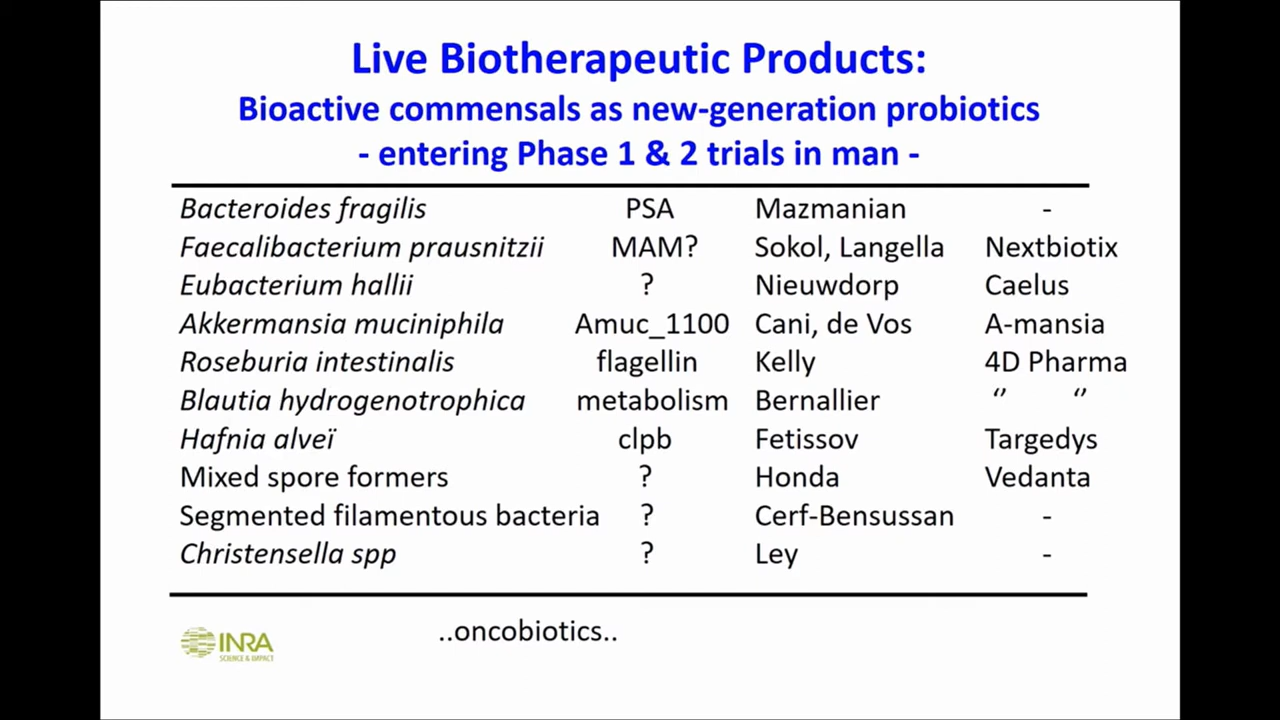 Live Biotherapeutic Products:
Bioactive commensals as new-generation probiotics
- entering Phase 1 & 2 trials in man -
Bacteroides fragilis PSA Mazmanian -
Faecalibacterium prausnitzii MAM? Sokol, Langella Nextbiotix
Eubacterium hallii ? Nieuwdorp Caelus
Akkermansia muciniphila Amuc_1100 Cani, de Vos A-mansia
Roseburia intestinalis flagellin Kelly 4D Pharma
Blautia hydrogenotrophica metabolism Bernallier ‘’ ‘’
Hafnia alveï clpb Fetissov Targedys
Mixed spore formers ? Honda Vedanta
Segmented filamentous bacteria ? Cerf-Bensussan -
Christensella spp ? Ley -
..oncobiotics..
INRA
SCIENCE & IMPACT